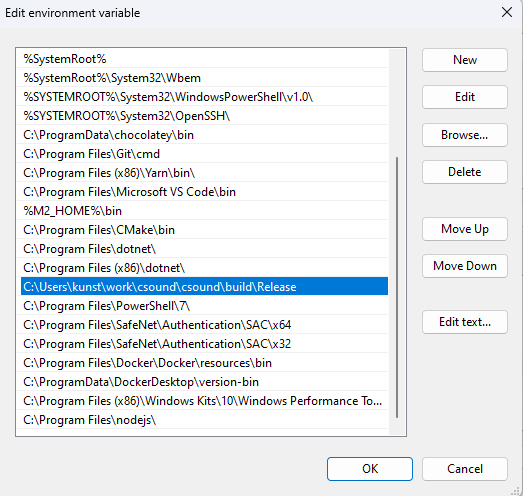 Edit environment variable
%SystemRoot%
%SystemRoot%\System32\Wbem
%SYSTEMROOT%\System32\WindowsPowerShell\v1.0\
%SYSTEMROOT%\System32\OpenSSH\
C:\ProgramData\chocolatey\bin
C:\Program Files\Git\cmd
C:\Program Files (x86)\Yarn\bin\
C:\Program Files\Microsoft VS Code\bin
%M2_HOME%\bin
C:\Program Files\CMake\bin
C:\Program Files\dotnet\
C:\Program Files (x86)\dotnet\
C:\Users\kunst\work\csound\csound\build\Release
C:\Program Files\PowerShell\7\
C:\Program Files\SafeNet\Authentication\SAC\x64
C:\Program Files\SafeNet\Authentication\SAC\x32
C:\Program Files\Docker\Docker\resources\bin
C:\ProgramData\DockerDesktop\version-bin
C:\Program Files (x86)\Windows Kits\10\Windows Performance To...
C:\Program Files\nodejs\
New
Edit
Browse...
Delete
Move Up
Move Down
Edit text...
OK
Cancel